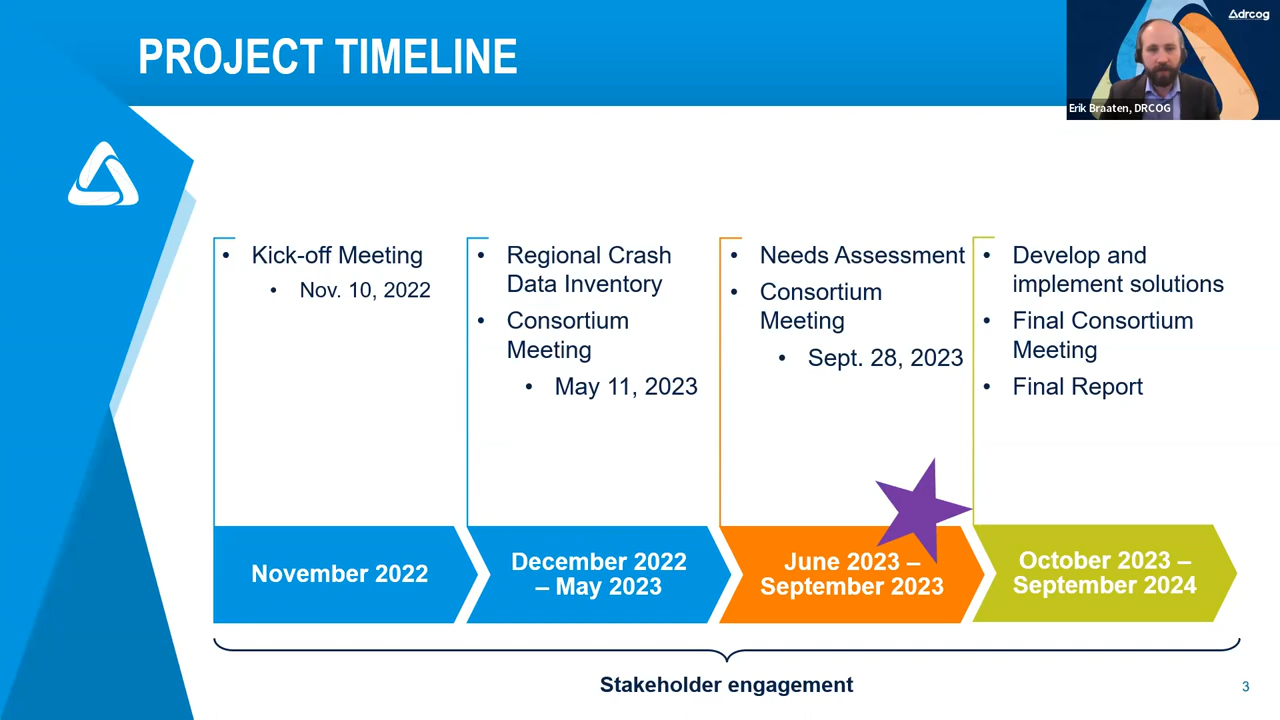 PROJECT TIMELINE
drcog
Erik Braaten, DRCOG
• Kick-off Meeting
• Nov. 10, 2022
• Regional Crash
Data Inventory
• Consortium
Meeting
• May 11, 2023
• Needs Assessment
• Consortium
Meeting
• Sept. 28, 2023
• Develop and
implement solutions
• Final Consortium
Meeting
• Final Report
November 2022
December 2022
– May 2023
June 2023 –
September 2023
October 2023 –
September 2024
Stakeholder engagement
3